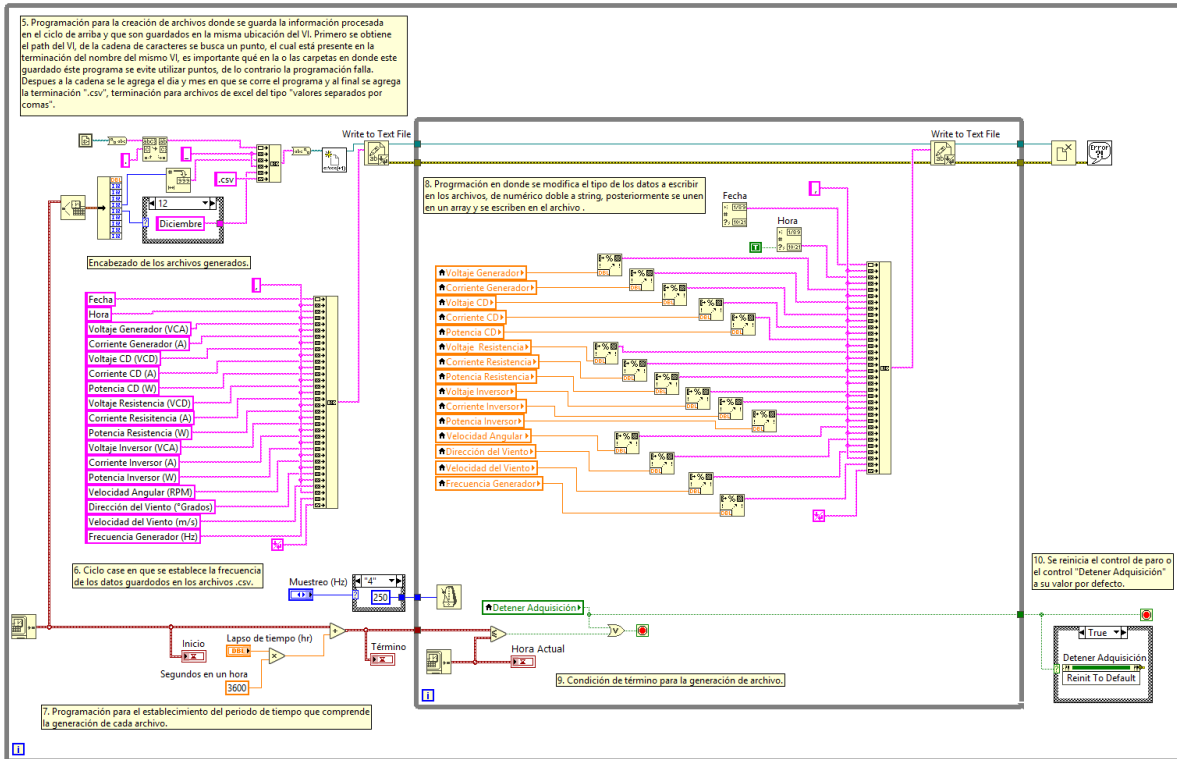 5. Programación para la creación de archivos donde se guarda la información procesada
en el ciclo de arriba y que son guardados en la misma ubicación del VI. Primero se obtiene
el path del VI, de la cadena de caracteres se busca un punto, el cual está presente en la
terminación del nombre del mismo VI, es importante qué en la o las carpetas en donde este
guardado éste programa se evite utilizar puntos, de lo contrario la programación falla.
Despues a la cadena se le agrega el día y mes en que se corre el programa y al final se agrega
la terminación ".csv", terminación para archivos de excel del tipo "valores separados por
comas".
Write to Text File
Write to Text File
.csv
12
Diciembre
Encabezado de los archivos generados.
Fecha
Hora
Voltaje Generador (VCA)
Corriente Generador (A)
Voltaje CD (VCD)
Corriente CD (A)
Potencia CD (W)
Voltaje Resistencia (VCD)
Corriente Resisitencia (A)
Potencia Resistencia (W)
Voltaje Inversor (VCA)
Corriente Inversor (A)
Potencia Inversor (W)
Velocidad Angular (RPM)
Dirección del Viento (°Grados)
Velocidad del Viento (m/s)
Frecuencia Generador (Hz)
8. Progrmación en donde se modifica el tipo de los datos a escribir
en los archivos, de numérico doble a string, posteriormente se unen
en un array y se escriben en el archivo .
Fecha
Hora
T
Voltaje Generador
Corriente Generador
Voltaje CD
Corriente CD
Potencia CD
Voltaje Resistencia
Corriente Resistencia
Potencia Resistencia
Voltaje Inversor
Corriente Inversor
Potencia Inversor
Velocidad Angular
Dirección del Viento
Velocidad del Viento
Frecuencia Generador
6. Ciclo case en que se establece la frecuencia
de los datos guardodos en los archivos .csv.
Muestreo (Hz)
"4"
250
Detener Adquisición
Inicio
Lapso de tiempo (hr)
DBL
Segundos en un hora
3600
Término
Hora Actual
9. Condición de término para la generación de archivo.
7. Programación para el establecimiento del periodo de tiempo que comprende
la generación de cada archivo.
10. Se reinicia el control de paro o
el control "Detener Adquisición"
a su valor por defecto.
True
Detener Adquisición
Reinit To Default
i
i